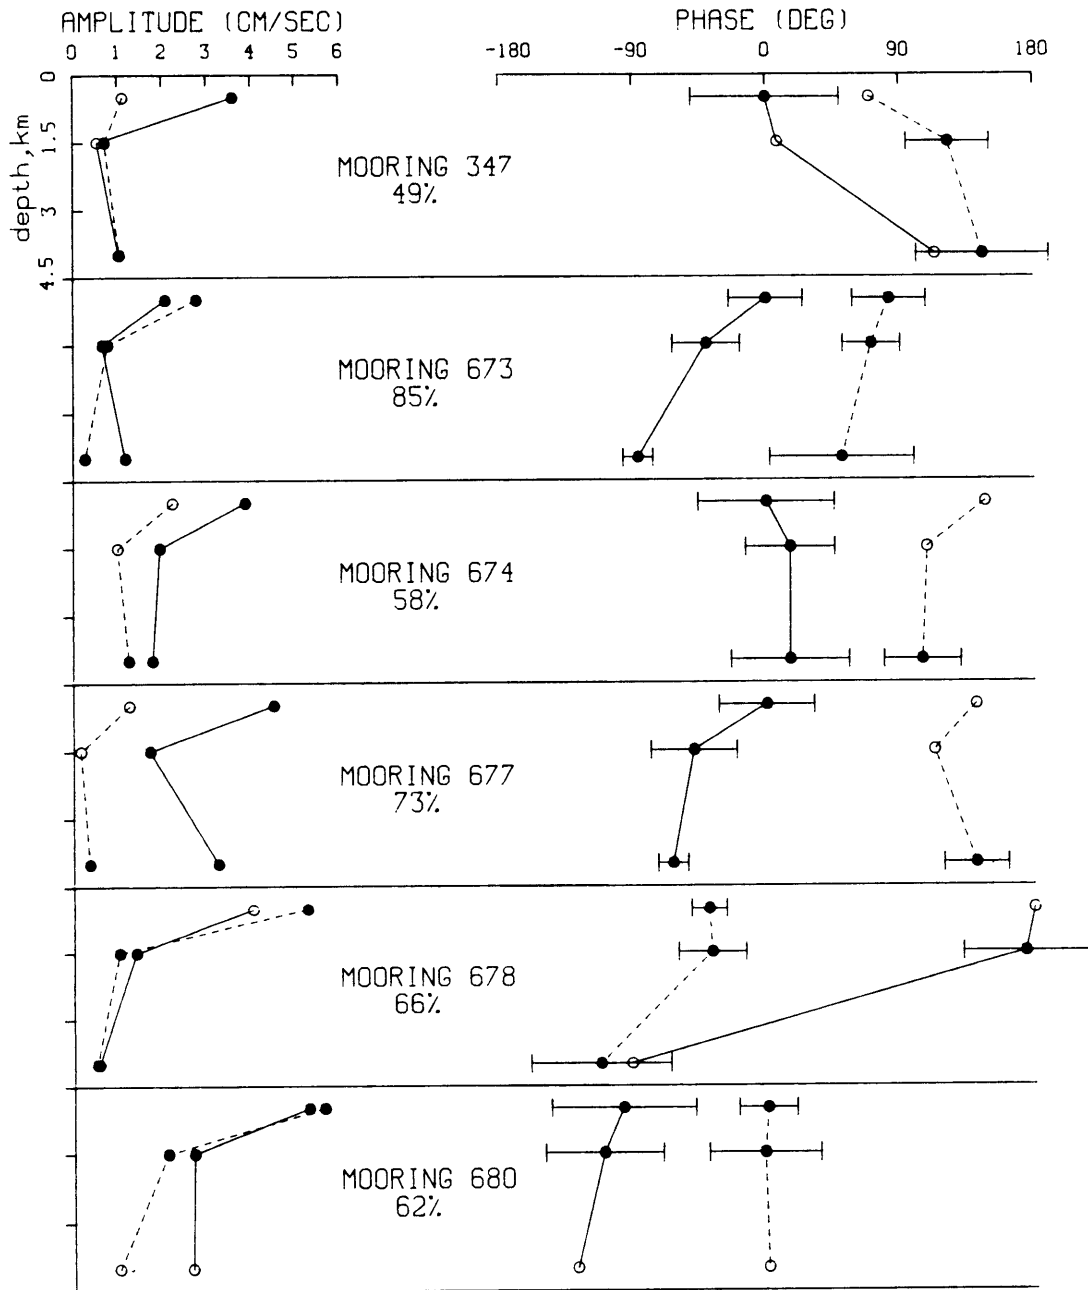 AMPLITUDE (CM/SEC)
0 1 2 3 4 5 6
PHASE (DEG)
-180 -90 0 90 180
depth,km
0
1.5
3
4.5
MOORING 347
49%
MOORING 673
85%
MOORING 674
58%
MOORING 677
73%
MOORING 678
66%
MOORING 680
62%